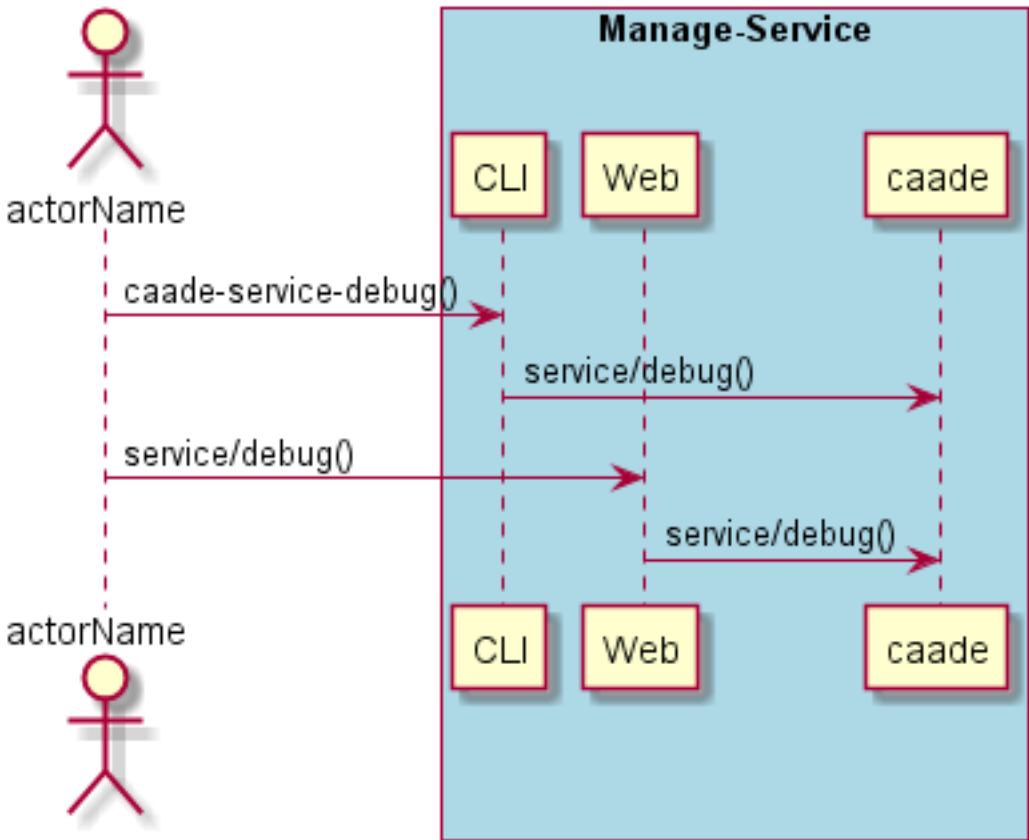 Manage-Service
CLI
Web
caade
actorName
caade-service-debug()
service/debug()
service/debug()
service/debug()
actorName
CLI
Web
caade